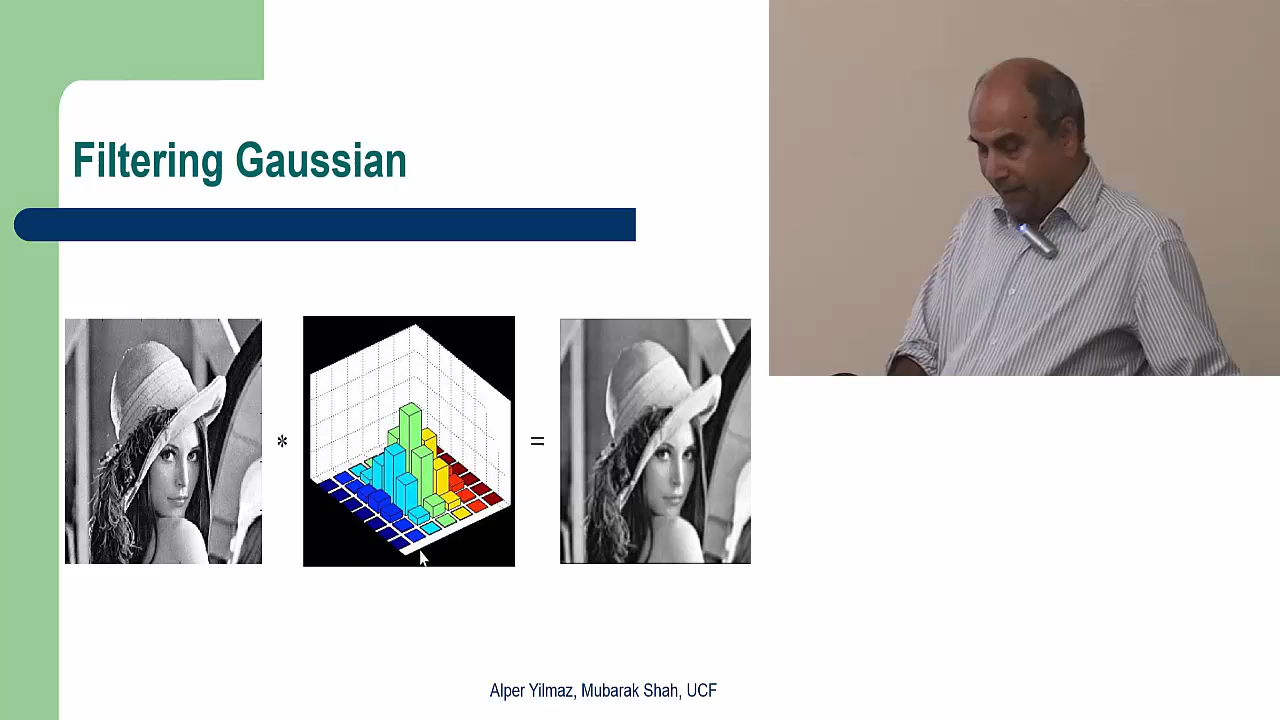 Filtering Gaussian
* =
Alper Yilmaz, Mubarak Shah, UCF